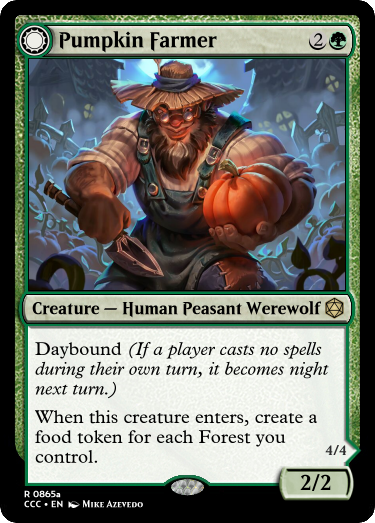 Pumpkin Farmer 2
Creature — Human Peasant Werewolf
Daybound (If a player casts no spells
during their own turn, it becomes night
next turn.)
When this creature enters, create a
food token for each Forest you
control.
4/4
2/2
R 0865a
CCC • EN Mike Azevedo